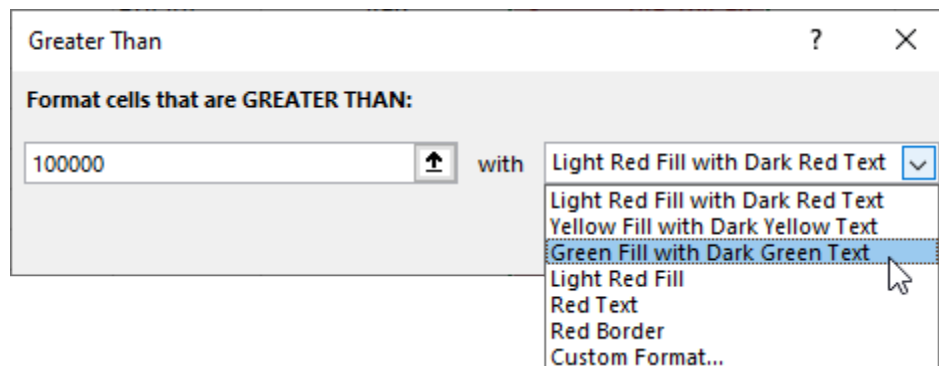 Greater Than ?
Format cells that are GREATER THAN:
100000 with Light Red Fill with Dark Red Text
Light Red Fill with Dark Red Text
Yellow Fill with Dark Yellow Text
Green Fill with Dark Green Text
Light Red Fill
Red Text
Red Border
Custom Format...